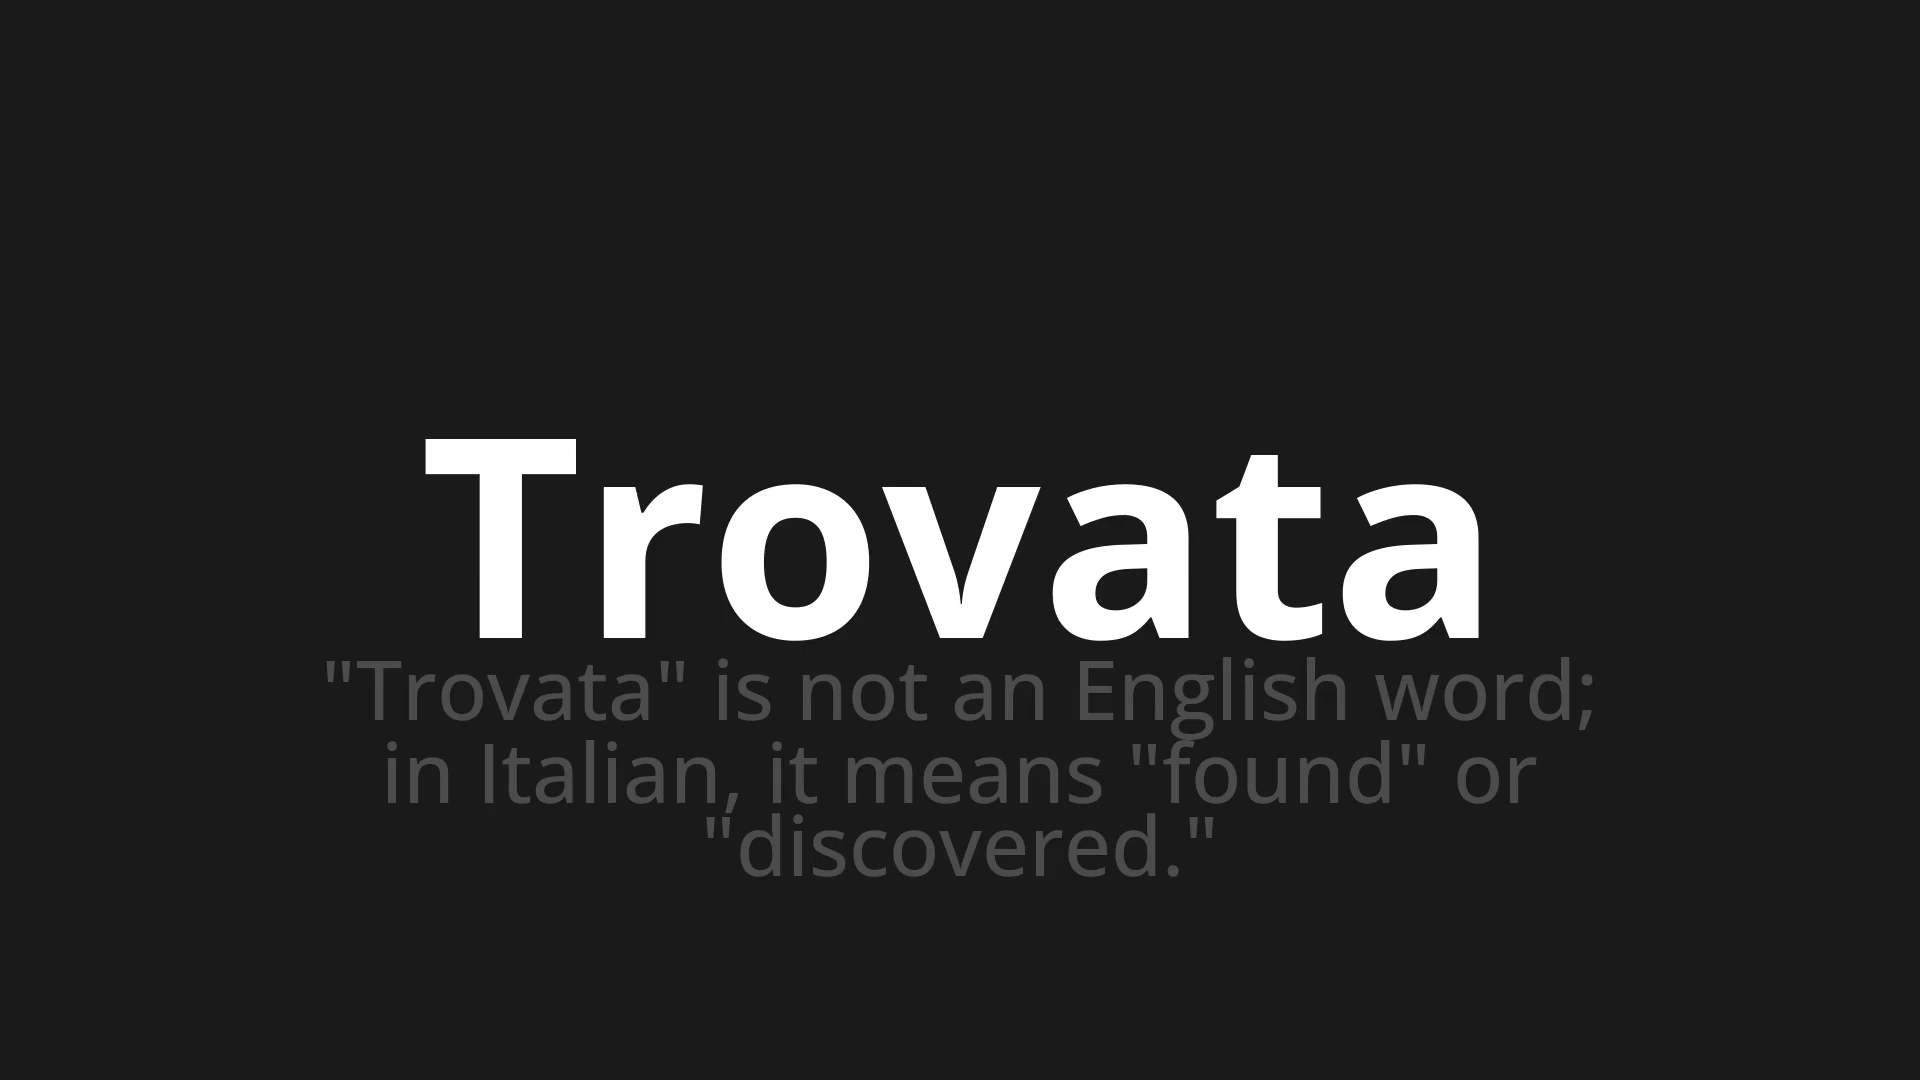 Trovata
"Trovata" is not an English word;
in Italian, it means "found" or
"discovered."